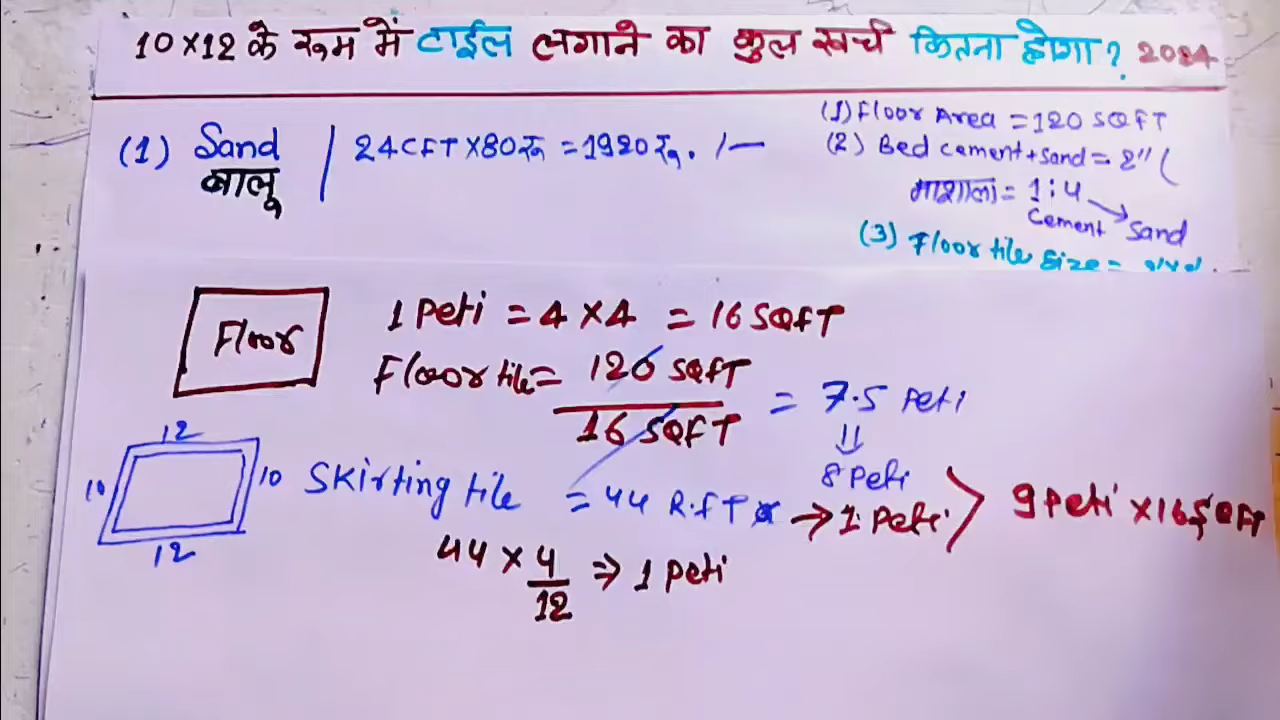 10×12 के रूम में टाईल लगाने का कुल खर्च कितना होगा? 2024
(1) Sand | 24CFT×80रु =1920रु. /—
बालू
(1) Floor Area = 120 SQFT
(2) Bed cement+sand = 2" (
माशाला = 1:4
Cement → Sand
(3) Floor tile Size =
Floor
1 Peti = 4 × 4 = 16 SQFT
Floor tile = 120 SQFT / 16 SQFT = 7.5 Peti
⇓
8 Peti
12
10
10
12
Skirting tile = 44 R.fT → 1 Peti > 9 Peti ×16 SQFT
44 × 4/12 ⇒ 1 Peti